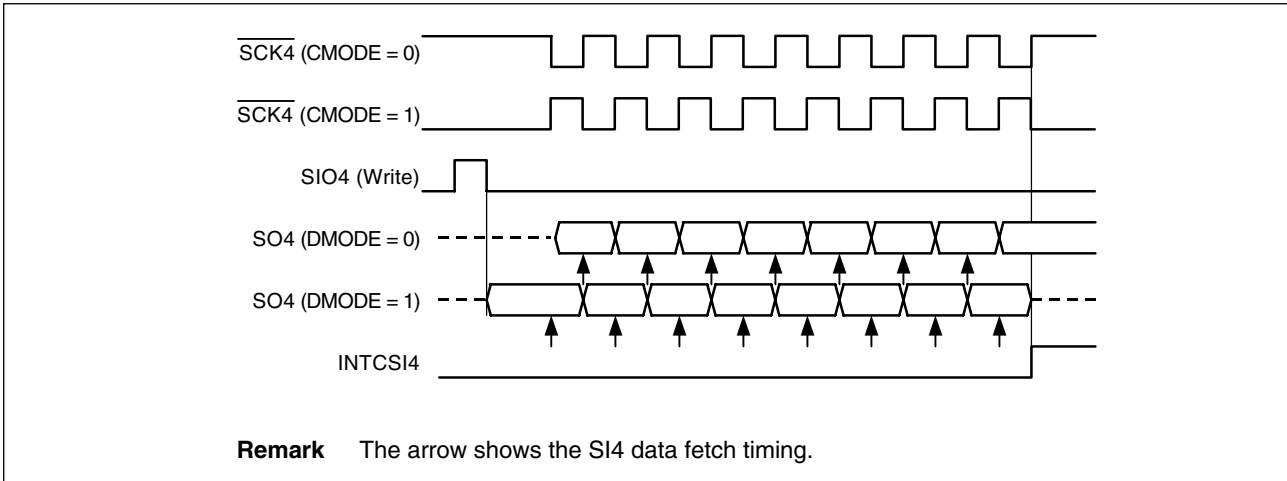 SCK4 (CMODE = 0)
SCK4 (CMODE = 1)
SIO4 (Write)
SO4 (DMODE = 0)
SO4 (DMODE = 1)
INTCSI4
Remark The arrow shows the SI4 data fetch timing.